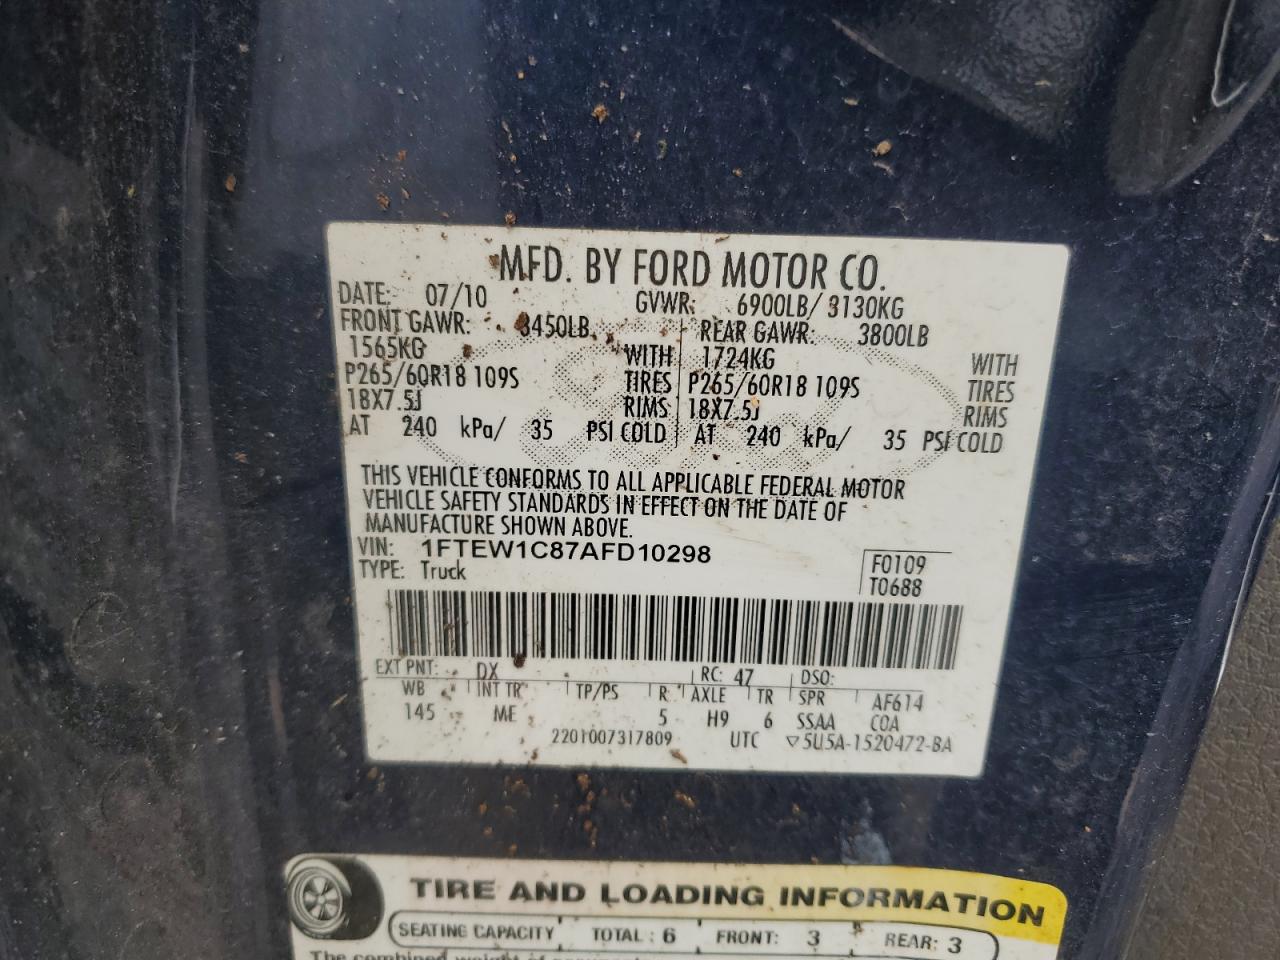 MFD. BY FORD MOTOR CO.
DATE: 07/10 GVWR: 6900LB/ 3130KG
FRONT GAWR: 3450LB REAR GAWR: 3800LB
1565KG WITH 1724KG WITH
P265/60R18 109S TIRES P265/60R18 109S TIRES
18X7.5J RIMS 18X7.5J RIMS
AT 240 kPa/ 35 PSI COLD AT 240 kPa/ 35 PSI COLD
THIS VEHICLE CONFORMS TO ALL APPLICABLE FEDERAL MOTOR
VEHICLE SAFETY STANDARDS IN EFFECT ON THE DATE OF
MANUFACTURE SHOWN ABOVE.
VIN: 1FTEW1C87AFD10298 F0109
TYPE: Truck T0688
EXT PNT: DX RC: 47 DSO:
WB INT TR TP/PS R AXLE TR SPR AF614
145 ME 5 H9 6 SSAA COA
2201007317809 UTC ▽5U5A-1520472-BA
TIRE AND LOADING INFORMATION
SEATING CAPACITY TOTAL: 6 FRONT: 3 REAR: 3
The combined weight of